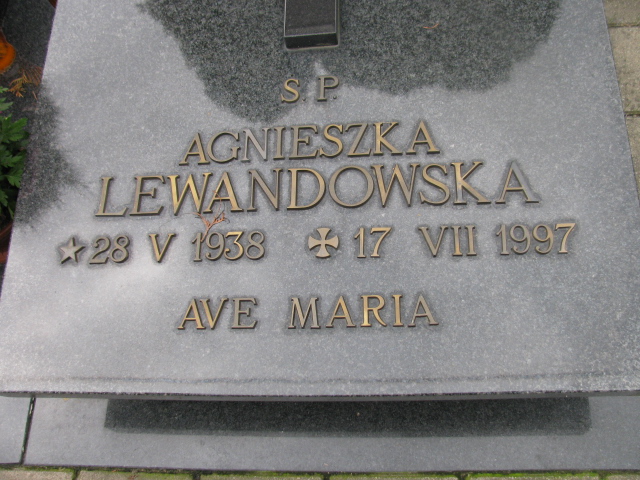 S.P.
AGNIESZKA
LEWANDOWSKA
28 V 1938 17 VII 1997
AVE MARIA